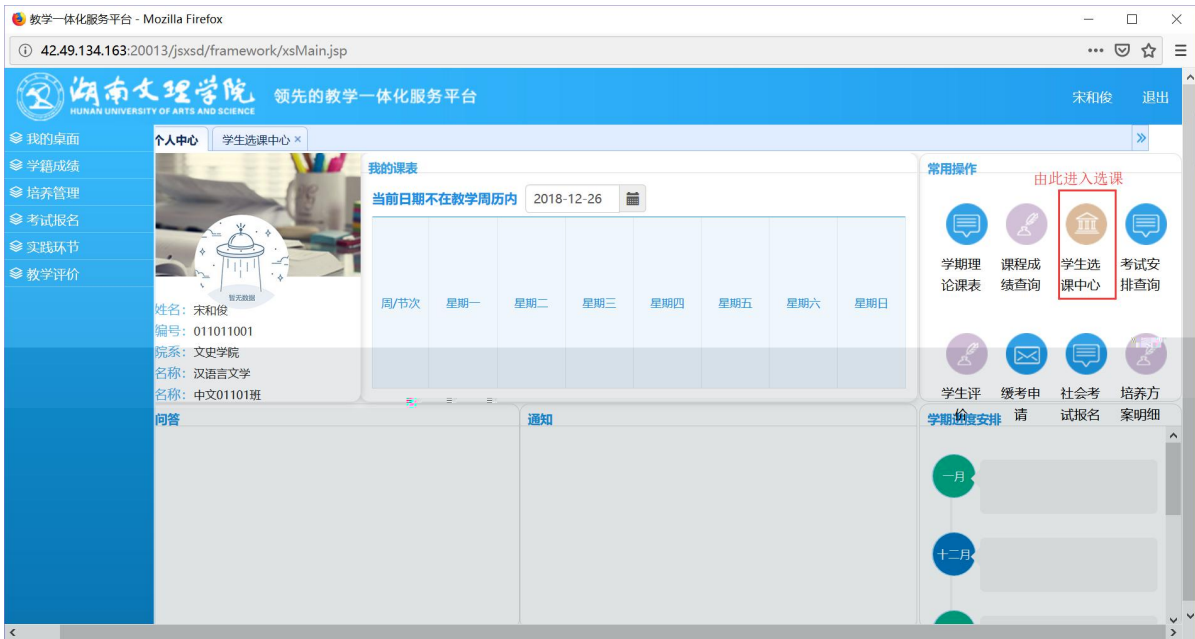 教学一体化服务平台 - Mozilla Firefox
42.49.134.163:20013/jsxsd/framework/xsMain.jsp
湖南文理学院
HUNAN UNIVERSITY OF ARTS AND SCIENCE
领先的教学一体化服务平台
宋和俊 退出
我的桌面
学籍成绩
培养管理
考试报名
实践环节
教学评价
个人中心 学生选课中心 ×
暂无数据
姓名：宋和俊
编号：011011001
院系：文史学院
名称：汉语言文学
名称：中文01101班
我的课表
当前日期不在教学周历内 2018-12-26
周/节次 星期一 星期二 星期三 星期四 星期五 星期六 星期日
常用操作
由此进入选课
学期理论课表
课程成绩查询
学生选课中心
考试安排查询
学生评价
缓考申请
社会考试报名
培养方案明细
问答
通知
学期进度安排
一月
十二月